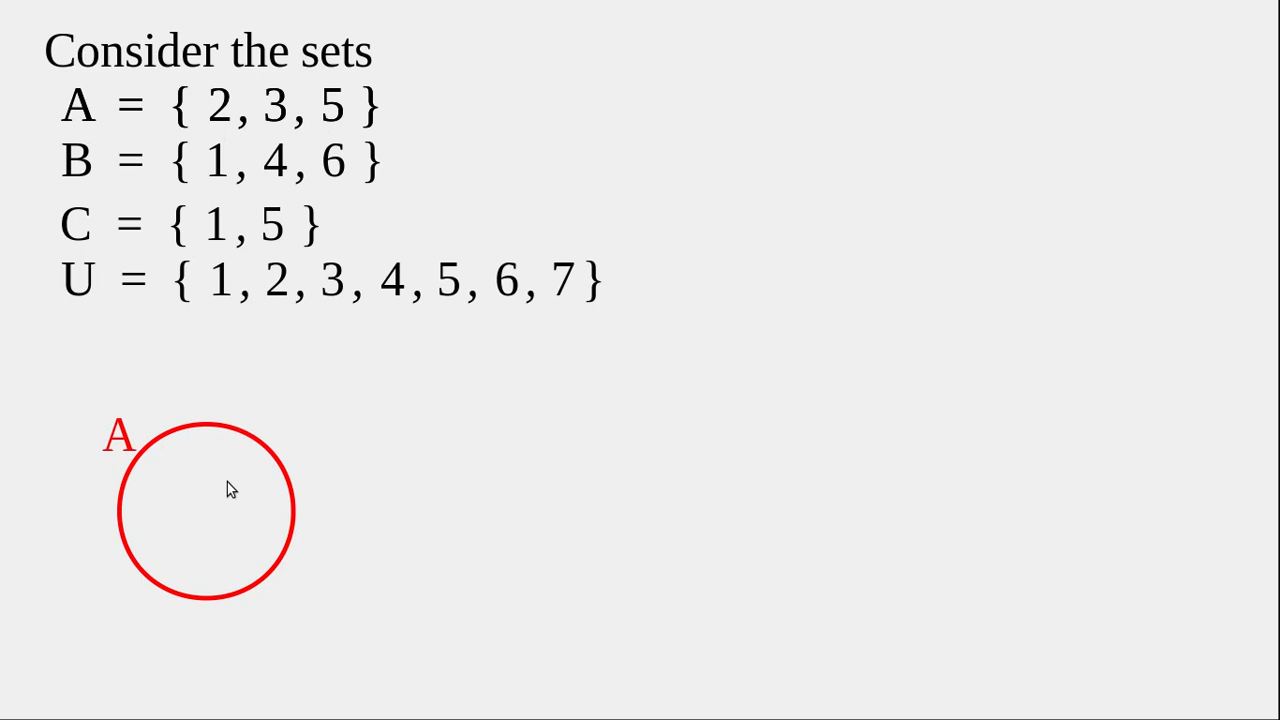 Consider the sets
A = { 2, 3, 5 }
B = { 1, 4, 6 }
C = { 1, 5 }
U = { 1, 2, 3, 4, 5, 6, 7 }
A